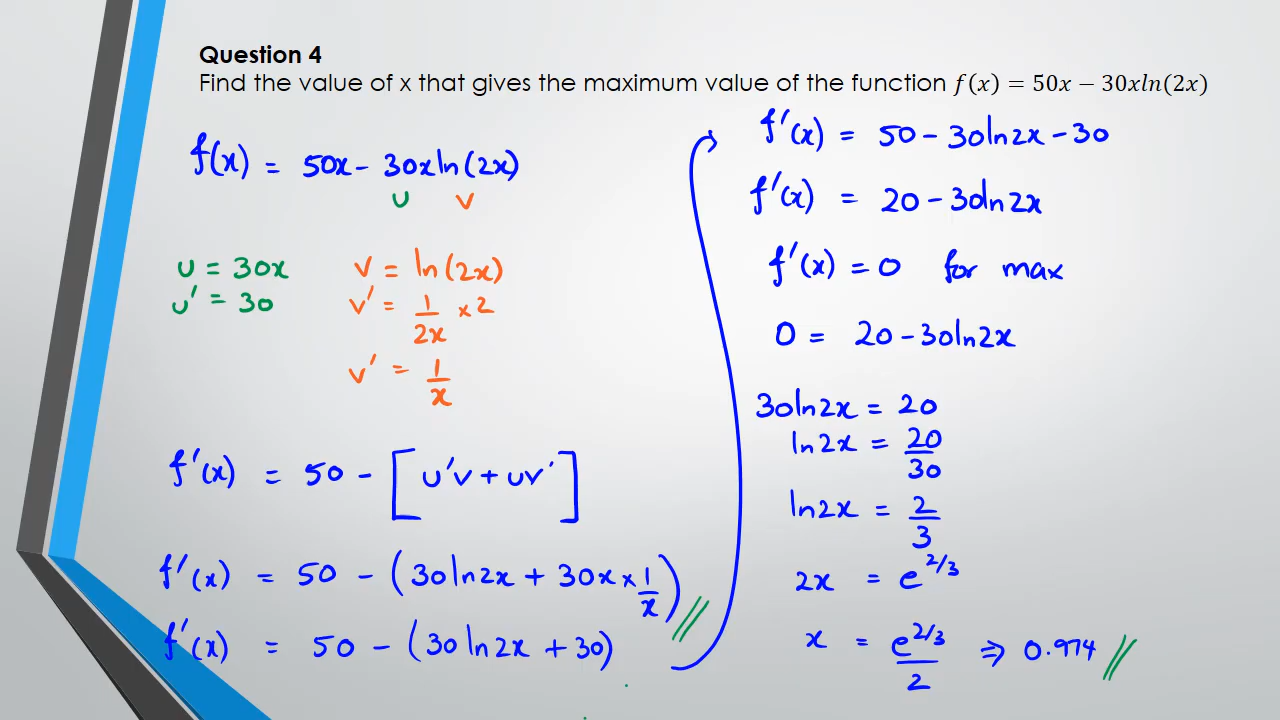 Question 4
Find the value of x that gives the maximum value of the function f(x) = 50x − 30xln(2x)
f(x) = 50x - 30xln(2x)
u v
u = 30x
u' = 30
v = ln(2x)
v' = 1/2x × 2
v' = 1/x
f'(x) = 50 - [u'v + uv']
f'(x) = 50 - (30ln2x + 30x × 1/x)
f'(x) = 50 - (30ln2x + 30)
f'(x) = 50 - 30ln2x - 30
f'(x) = 20 - 30ln2x
f'(x) = 0 for max
0 = 20 - 30ln2x
30ln2x = 20
ln2x = 20/30
ln2x = 2/3
2x = e^2/3
x = e^2/3/2 ⇒ 0.974